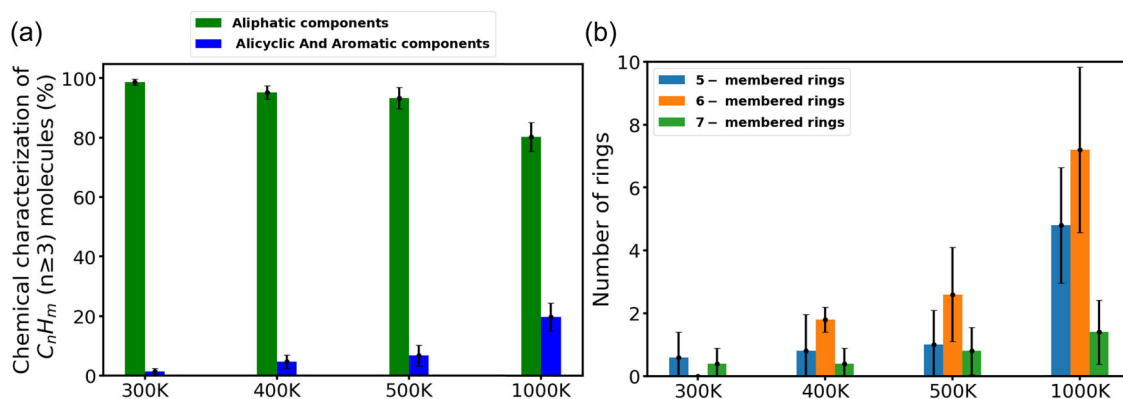 (a)
Aliphatic components
Alicyclic And Aromatic components
Chemical characterization of
CnHm (n≥3) molecules (%)
100
80
60
40
20
0
300K
400K
500K
1000K
(b)
5 − membered rings
6 − membered rings
7 − membered rings
Number of rings
10
8
6
4
2
0
300K
400K
500K
1000K